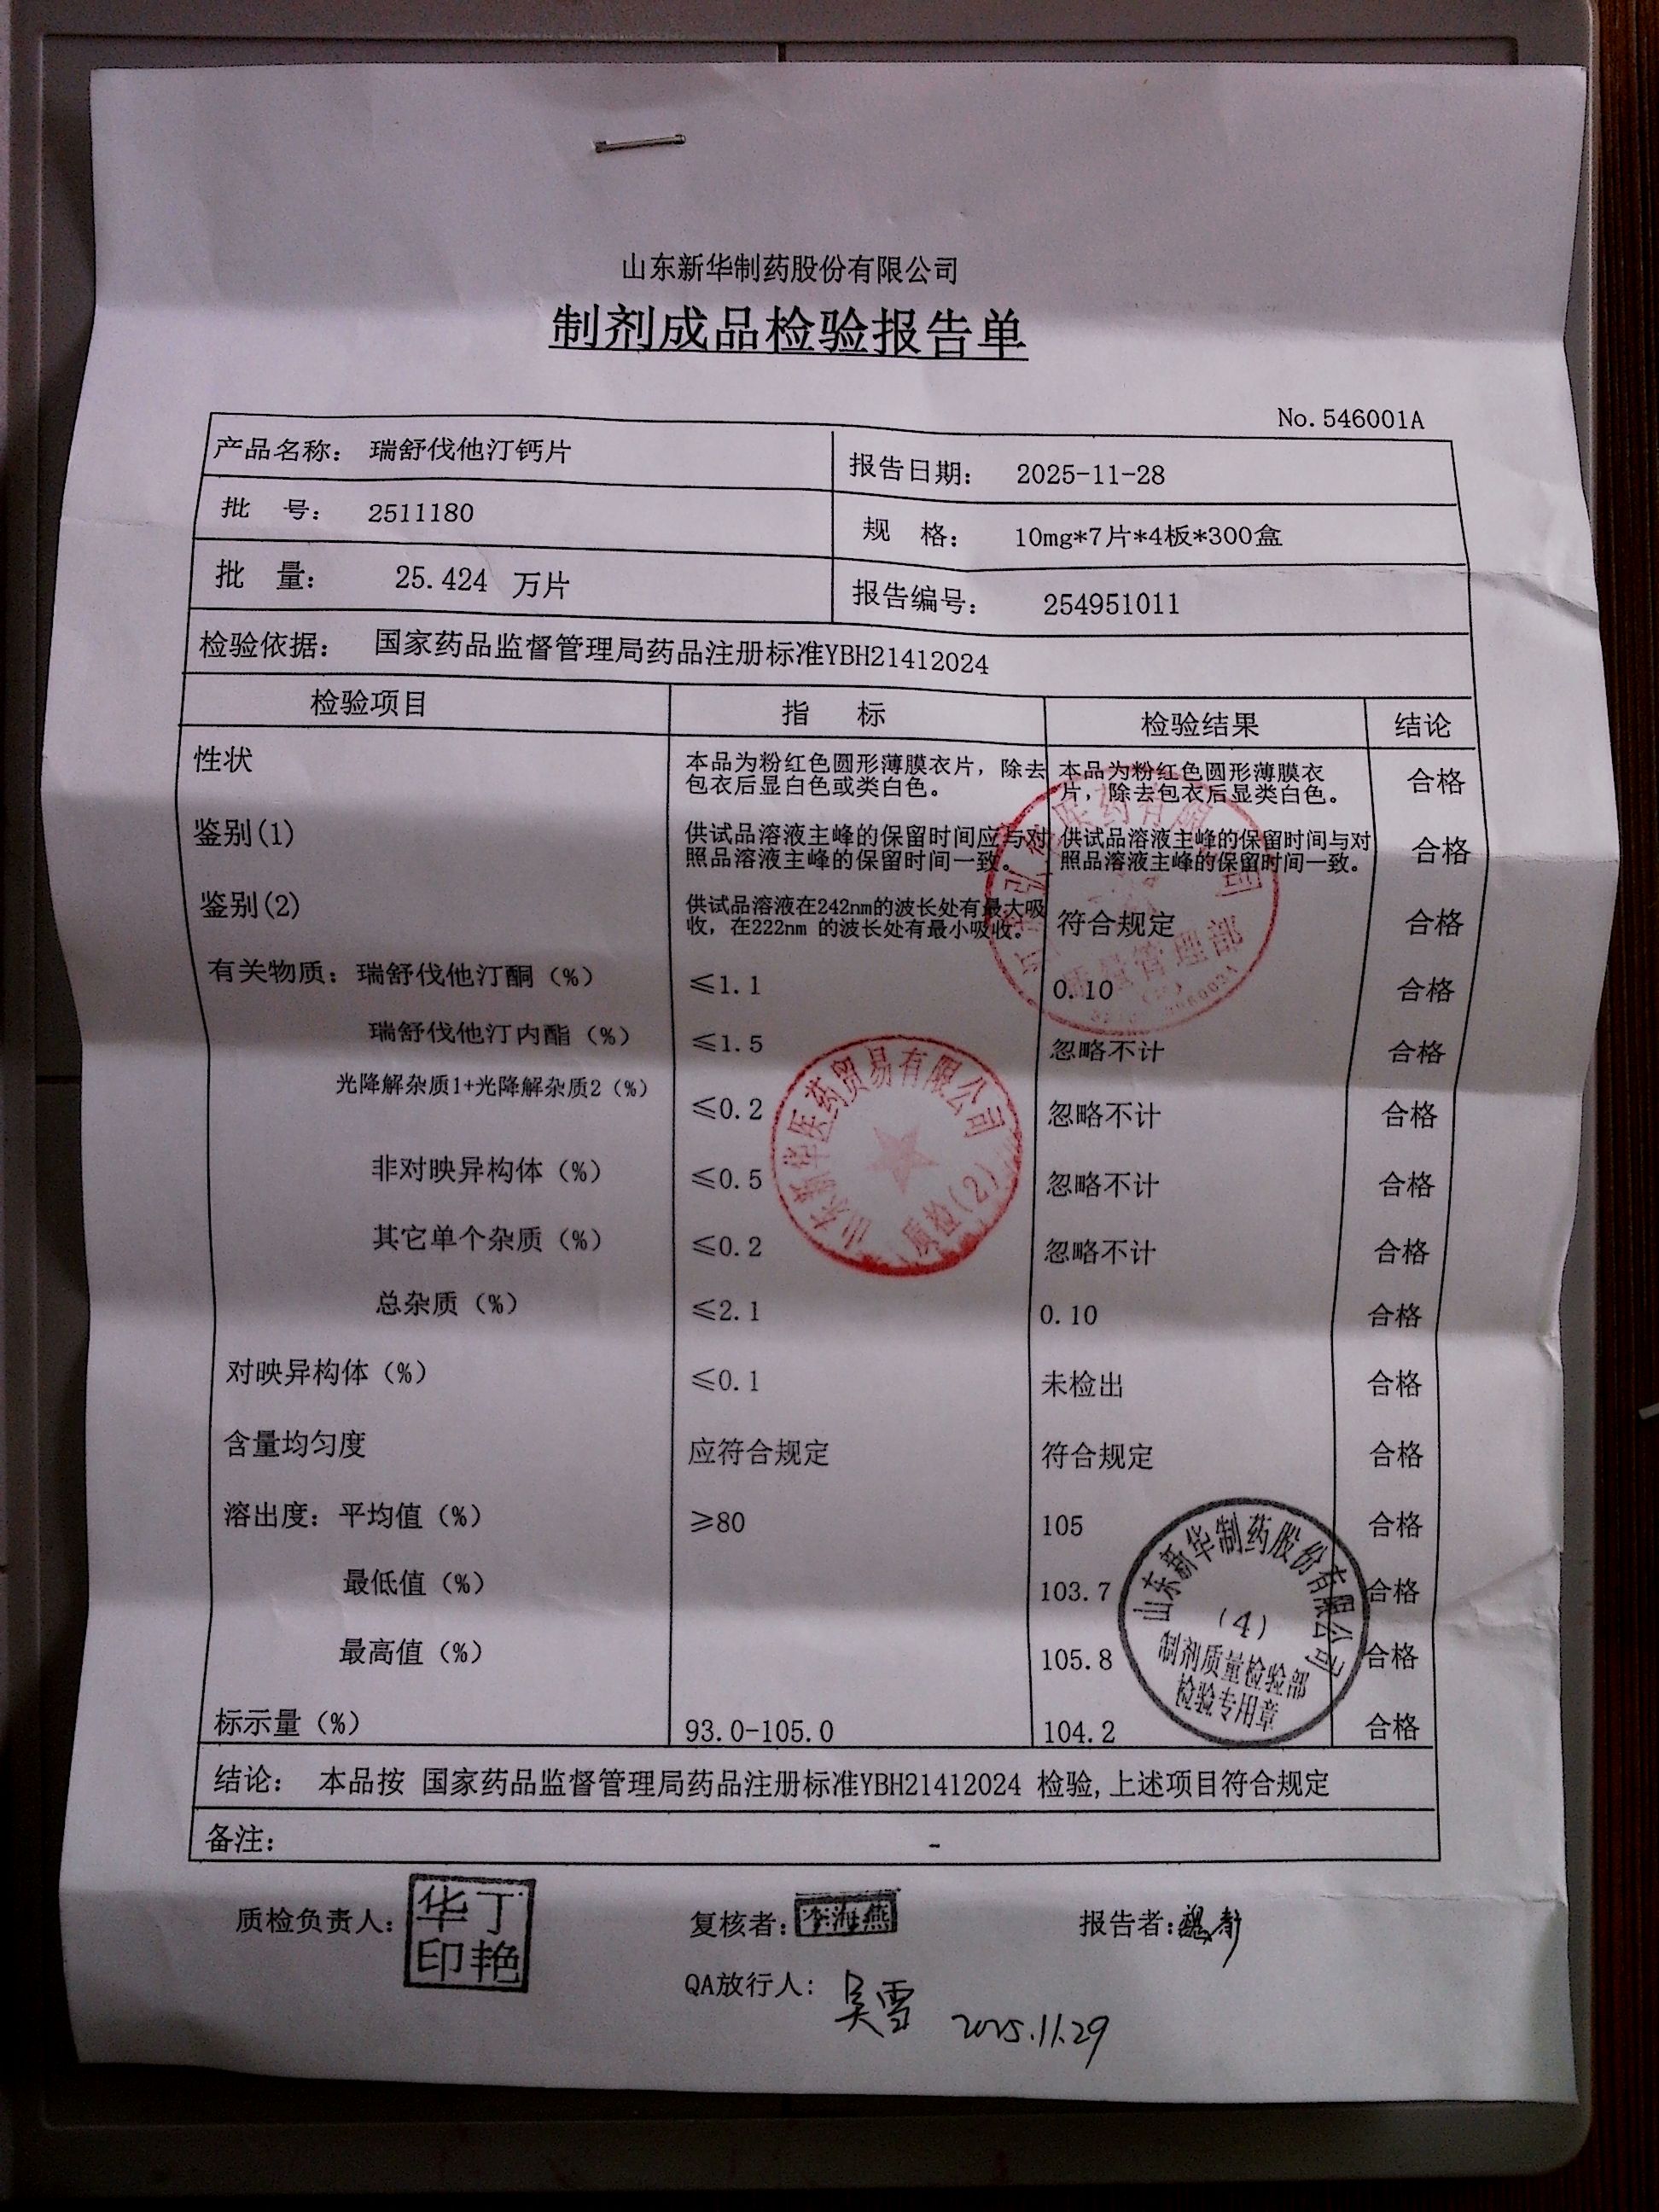 山东新华制药股份有限公司
制剂成品检验报告单
No.546001A
产品名称： 瑞舒伐他汀钙片 报告日期： 2025-11-28
批 号： 2511180 规 格： 10mg*7片*4板*300盒
批 量： 25.424 万片 报告编号： 254951011
检验依据： 国家药品监督管理局药品注册标准YBH21412024
检验项目 指 标 检验结果 结论
性状 本品为粉红色圆形薄膜衣片，除去 本品为粉红色圆形薄膜衣 合格
包衣后显白色或类白色。 片，除去包衣后显类白色。
鉴别(1) 供试品溶液主峰的保留时间应与对 供试品溶液主峰的保留时间与对 合格
照品溶液主峰的保留时间一致。 照品溶液主峰的保留时间一致。
鉴别(2) 供试品溶液在242nm的波长处有最大吸 符合规定 合格
收，在222nm 的波长处有最小吸收。
有关物质：瑞舒伐他汀酮（%） ≤1.1 0.10 合格
瑞舒伐他汀内酯（%） ≤1.5 忽略不计 合格
光降解杂质1+光降解杂质2（%） ≤0.2 忽略不计 合格
非对映异构体（%） ≤0.5 忽略不计 合格
其它单个杂质（%） ≤0.2 忽略不计 合格
总杂质（%） ≤2.1 0.10 合格
对映异构体（%） ≤0.1 未检出 合格
含量均匀度 应符合规定 符合规定 合格
溶出度：平均值（%） ≥80 105 合格
最低值（%） 103.7 合格
最高值（%） 105.8 合格
标示量（%） 93.0-105.0 104.2 合格
结论： 本品按 国家药品监督管理局药品注册标准YBH21412024 检验,上述项目符合规定
备注： -
质检负责人： 华丁 复核者：李海燕 报告者：魏静
印艳
QA放行人： 吴雪 2025.11.29
质量管理部
山东新华医药贸易有限公司
质检(2)
山东新华制药股份有限公司
(4)
制剂质量检验部
检验专用章